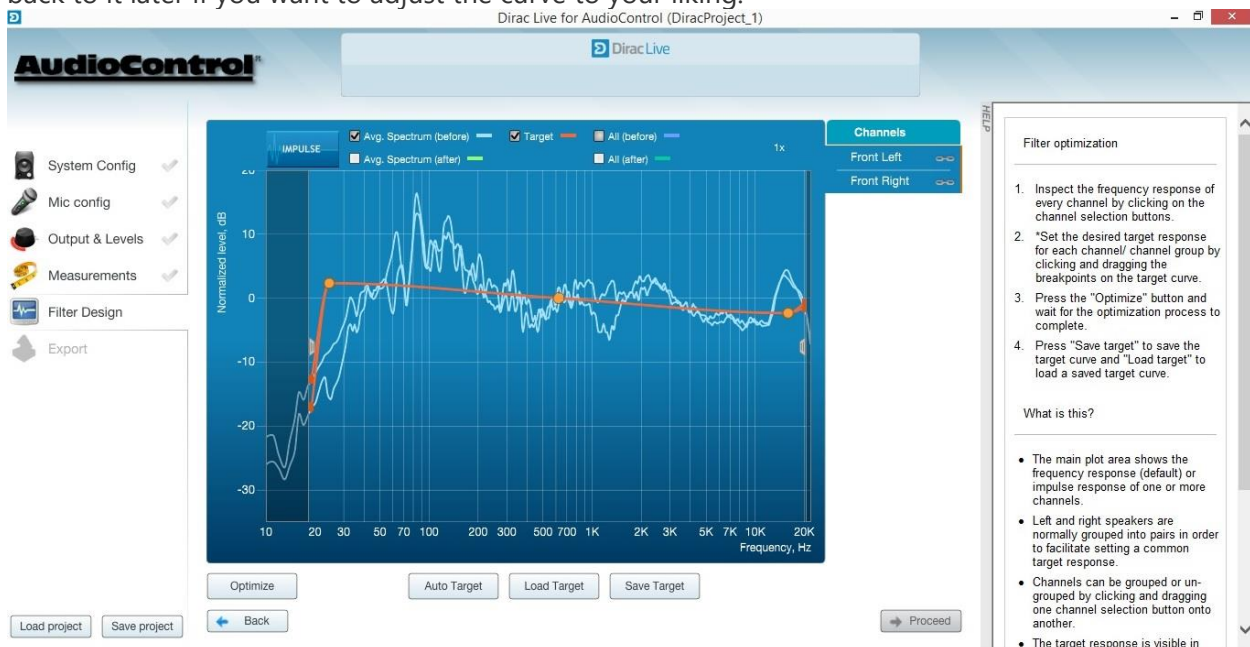 back to it later if you want to adjust the curve to your liking.
Dirac Live for AudioControl (DiracProject_1)
AudioControl®
Dirac Live
System Config
Mic config
Output & Levels
Measurements
Filter Design
Export
Load project
Save project
IMPULSE
Avg. Spectrum (before)
Target
All (before)
Avg. Spectrum (after)
All (after)
1x
Channels
Front Left
Front Right
Normalized level, dB
20
10
0
-10
-20
-30
10 20 30 50 70 100 200 300 500 700 1K 2K 3K 5K 7K 10K 20K
Frequency, Hz
Optimize
Auto Target
Load Target
Save Target
Back
Proceed
HELP
Filter optimization
1. Inspect the frequency response of
every channel by clicking on the
channel selection buttons.
2. *Set the desired target response
for each channel/ channel group by
clicking and dragging the
breakpoints on the target curve.
3. Press the "Optimize" button and
wait for the optimization process to
complete.
4. Press "Save target" to save the
target curve and "Load target" to
load a saved target curve.
What is this?
• The main plot area shows the
frequency response (default) or
impulse response of one or more
channels.
• Left and right speakers are
normally grouped into pairs in order
to facilitate setting a common
target response.
• Channels can be grouped or un-
grouped by clicking and dragging
one channel selection button onto
another.
• The target response is visible in